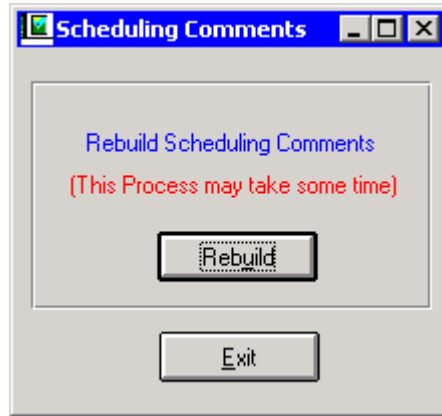 Scheduling Comments
Rebuild Scheduling Comments
(This Process may take some time)
Rebuild
Exit